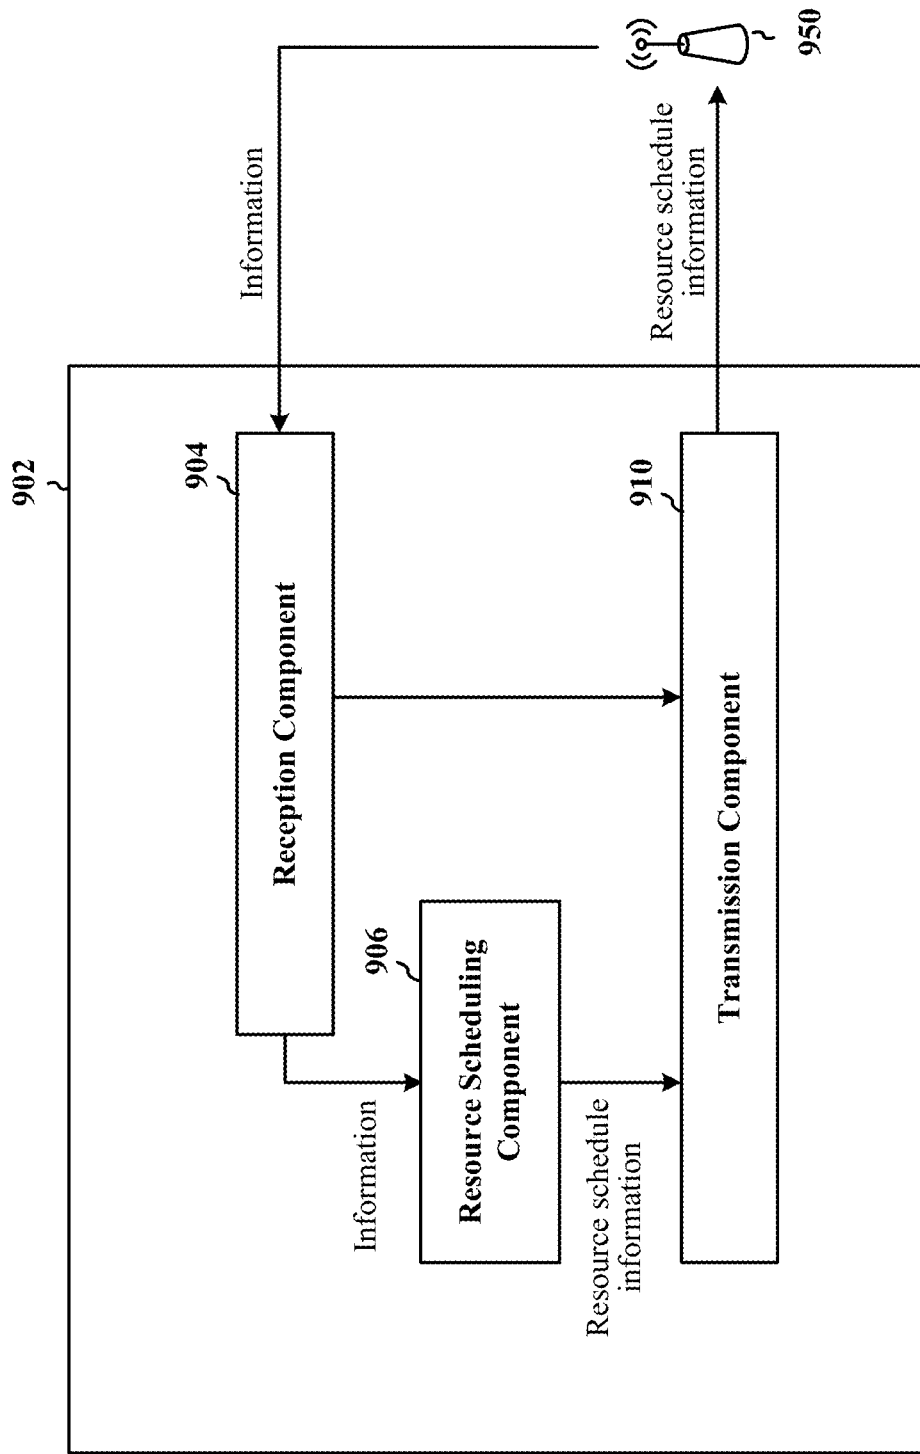 902
904
Reception Component
Information
Information
906
Resource Scheduling
Component
Resource schedule
information
910
Transmission Component
Resource schedule
information
950